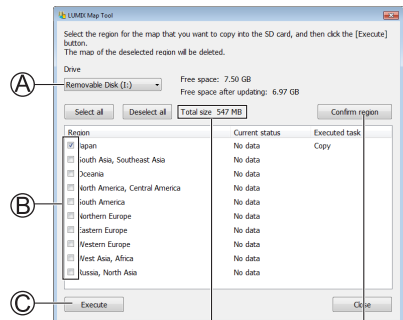 LUMIX Map Tool
Select the region for the map that you want to copy into the SD card, and then click the [Execute]
button.
The map of the deselected region will be deleted.
Drive
Removable Disk (I:)
Free space: 7.50 GB
Free space after updating: 6.97 GB
Select all Deselect all Total size 547 MB Confirm region
Region Current status Executed task
Japan No data Copy
South Asia, Southeast Asia No data
Oceania No data
North America, Central America No data
South America No data
Northern Europe No data
Eastern Europe No data
Western Europe No data
West Asia, Africa No data
Russia, North Asia No data
Execute Close
A
B
C